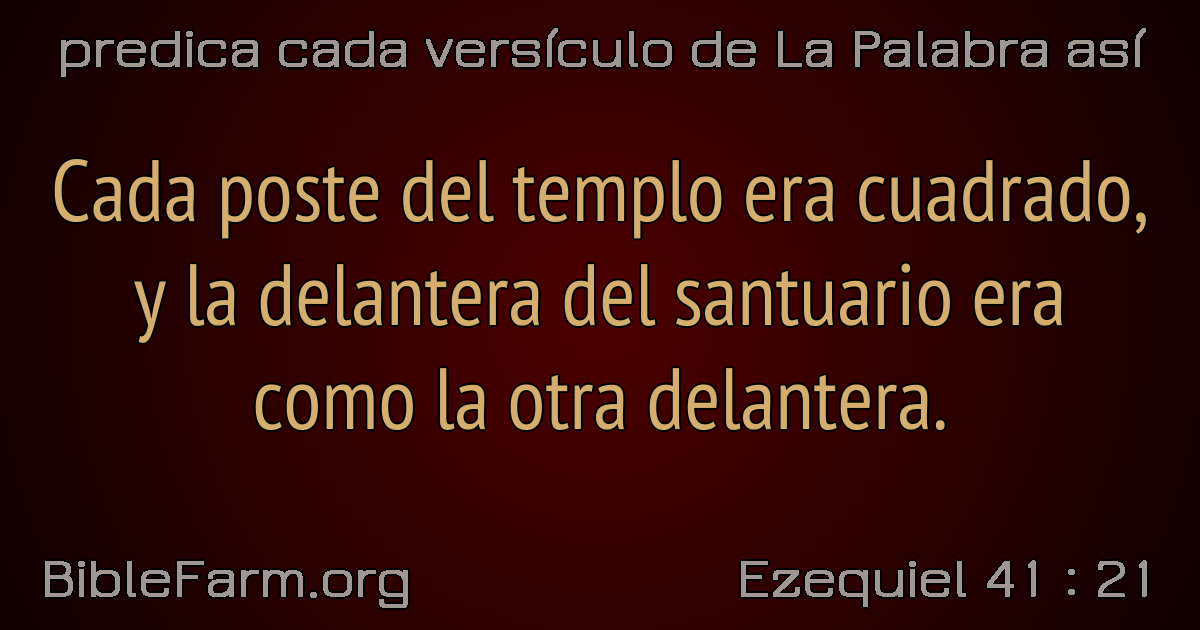 predica cada versículo de La Palabra así
Cada poste del templo era cuadrado,
y la delantera del santuario era
como la otra delantera.
BibleFarm.org
Ezequiel 41 : 21